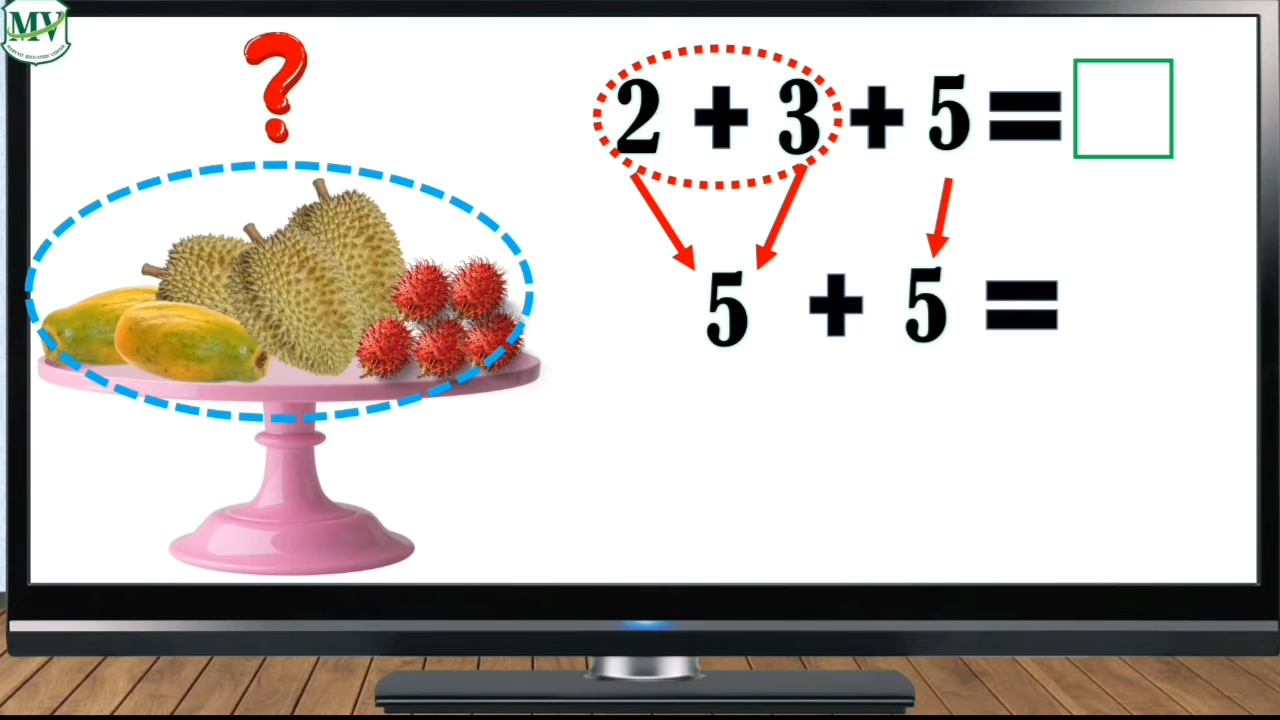 MV
?
2 + 3 + 5 =
5 + 5 =